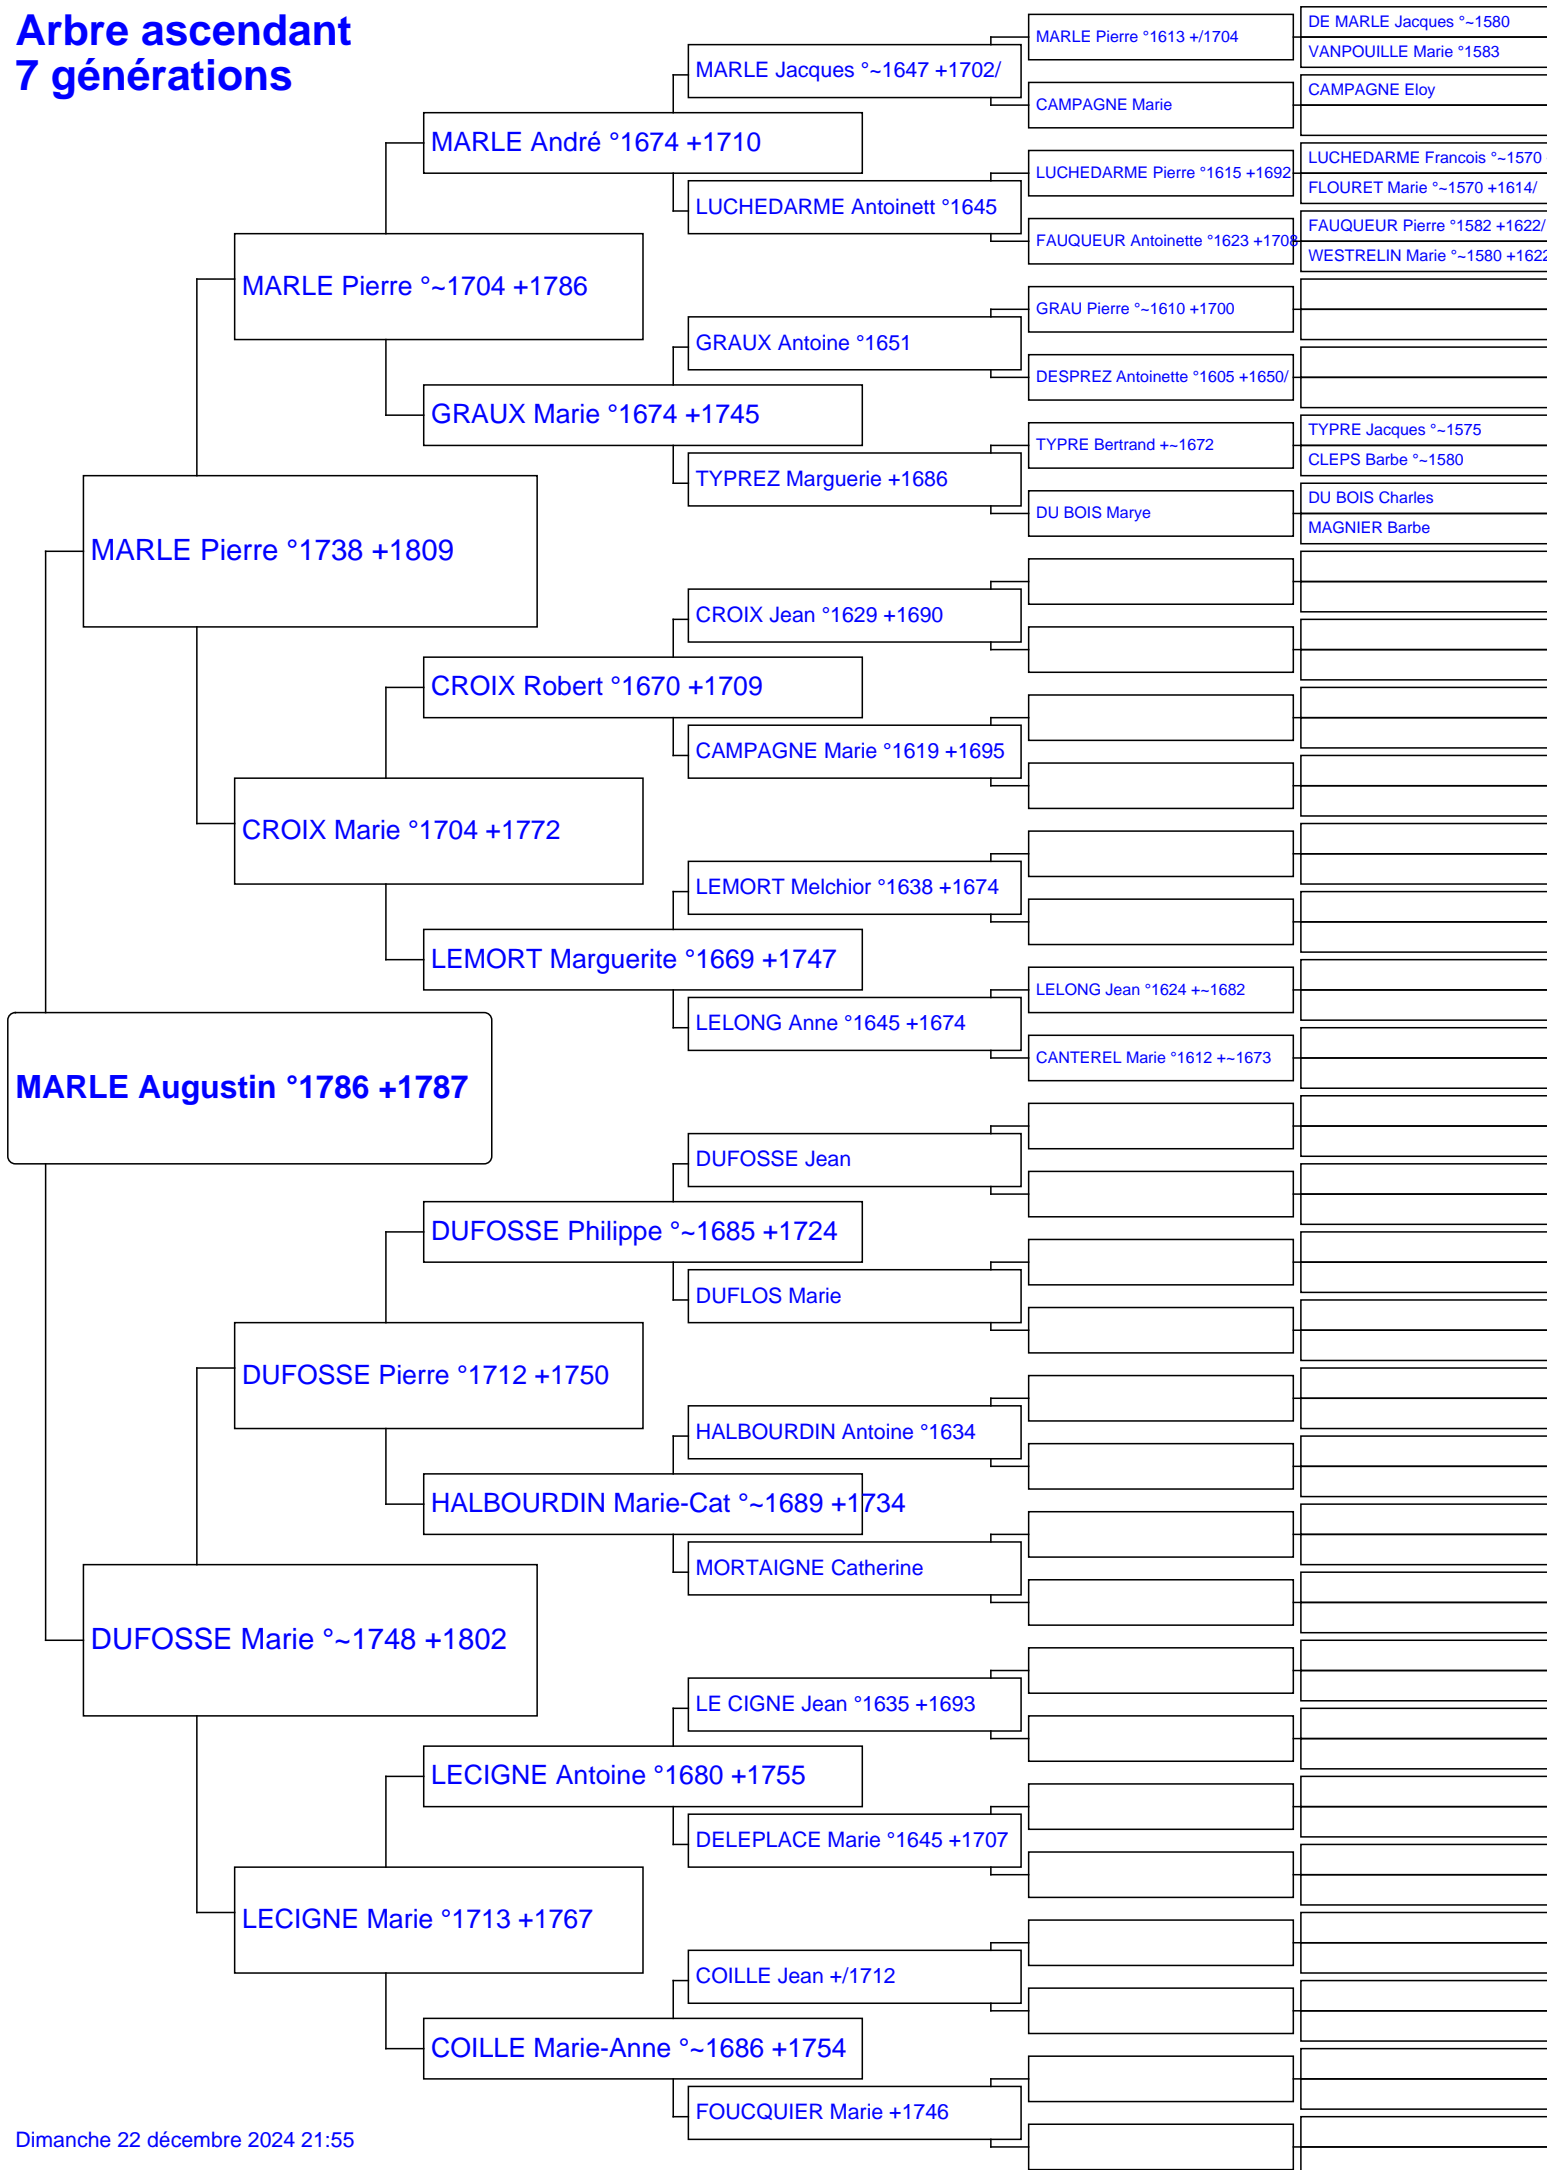 Arbre ascendant
7 générations
DE MARLE Jacques °~1580
MARLE Pierre °1613 +/1704
VANPOUILLE Marie °1583
MARLE Jacques °~1647 +1702/
CAMPAGNE Eloy
CAMPAGNE Marie
MARLE André °1674 +1710
LUCHEDARME Francois °~1570
LUCHEDARME Pierre °1615 +1692
FLOURET Marie °~1570 +1614/
LUCHEDARME Antoinett °1645
FAUQUEUR Pierre °1582 +1622/
FAUQUEUR Antoinette °1623 +1708
WESTRELIN Marie °~1580 +1622
MARLE Pierre °~1704 +1786
GRAU Pierre °~1610 +1700
GRAUX Antoine °1651
DESPREZ Antoinette °1605 +1650/
GRAUX Marie °1674 +1745
TYPRE Jacques °~1575
TYPRE Bertrand +~1672
CLEPS Barbe °~1580
TYPREZ Marguerie +1686
DU BOIS Charles
DU BOIS Marye
MAGNIER Barbe
MARLE Pierre °1738 +1809
CROIX Jean °1629 +1690
CROIX Robert °1670 +1709
CAMPAGNE Marie °1619 +1695
CROIX Marie °1704 +1772
LEMORT Melchior °1638 +1674
LEMORT Marguerite °1669 +1747
LELONG Jean °1624 +~1682
LELONG Anne °1645 +1674
CANTEREL Marie °1612 +~1673
MARLE Augustin °1786 +1787
DUFOSSE Jean
DUFOSSE Philippe °~1685 +1724
DUFLOS Marie
DUFOSSE Pierre °1712 +1750
HALBOURDIN Antoine °1634
HALBOURDIN Marie-Cat °~1689 +1734
MORTAIGNE Catherine
DUFOSSE Marie °~1748 +1802
LE CIGNE Jean °1635 +1693
LECIGNE Antoine °1680 +1755
DELEPLACE Marie °1645 +1707
LECIGNE Marie °1713 +1767
COILLE Jean +/1712
COILLE Marie-Anne °~1686 +1754
FOUCQUIER Marie +1746
Dimanche 22 décembre 2024 21:55